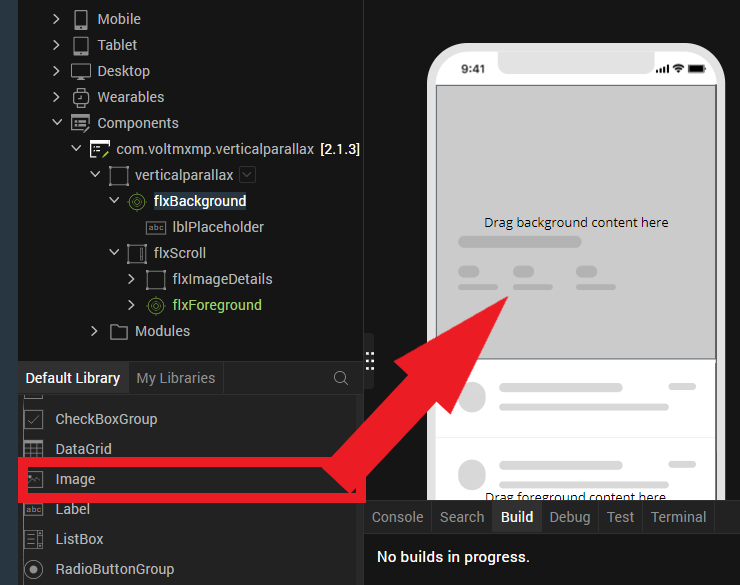 Mobile
Tablet
Desktop
Wearables
Components
com.voltmxmp.verticalparallax [2.1.3]
verticalparallax
flxBackground
abc lblPlaceholder
flxScroll
flxImageDetails
flxForeground
Modules
Default Library My Libraries
CheckBoxGroup
DataGrid
Image
abc Label
ListBox
RadioButtonGroup
9:41
Drag background content here
Drag foreground content here
Console Search Build Debug Test Terminal
No builds in progress.